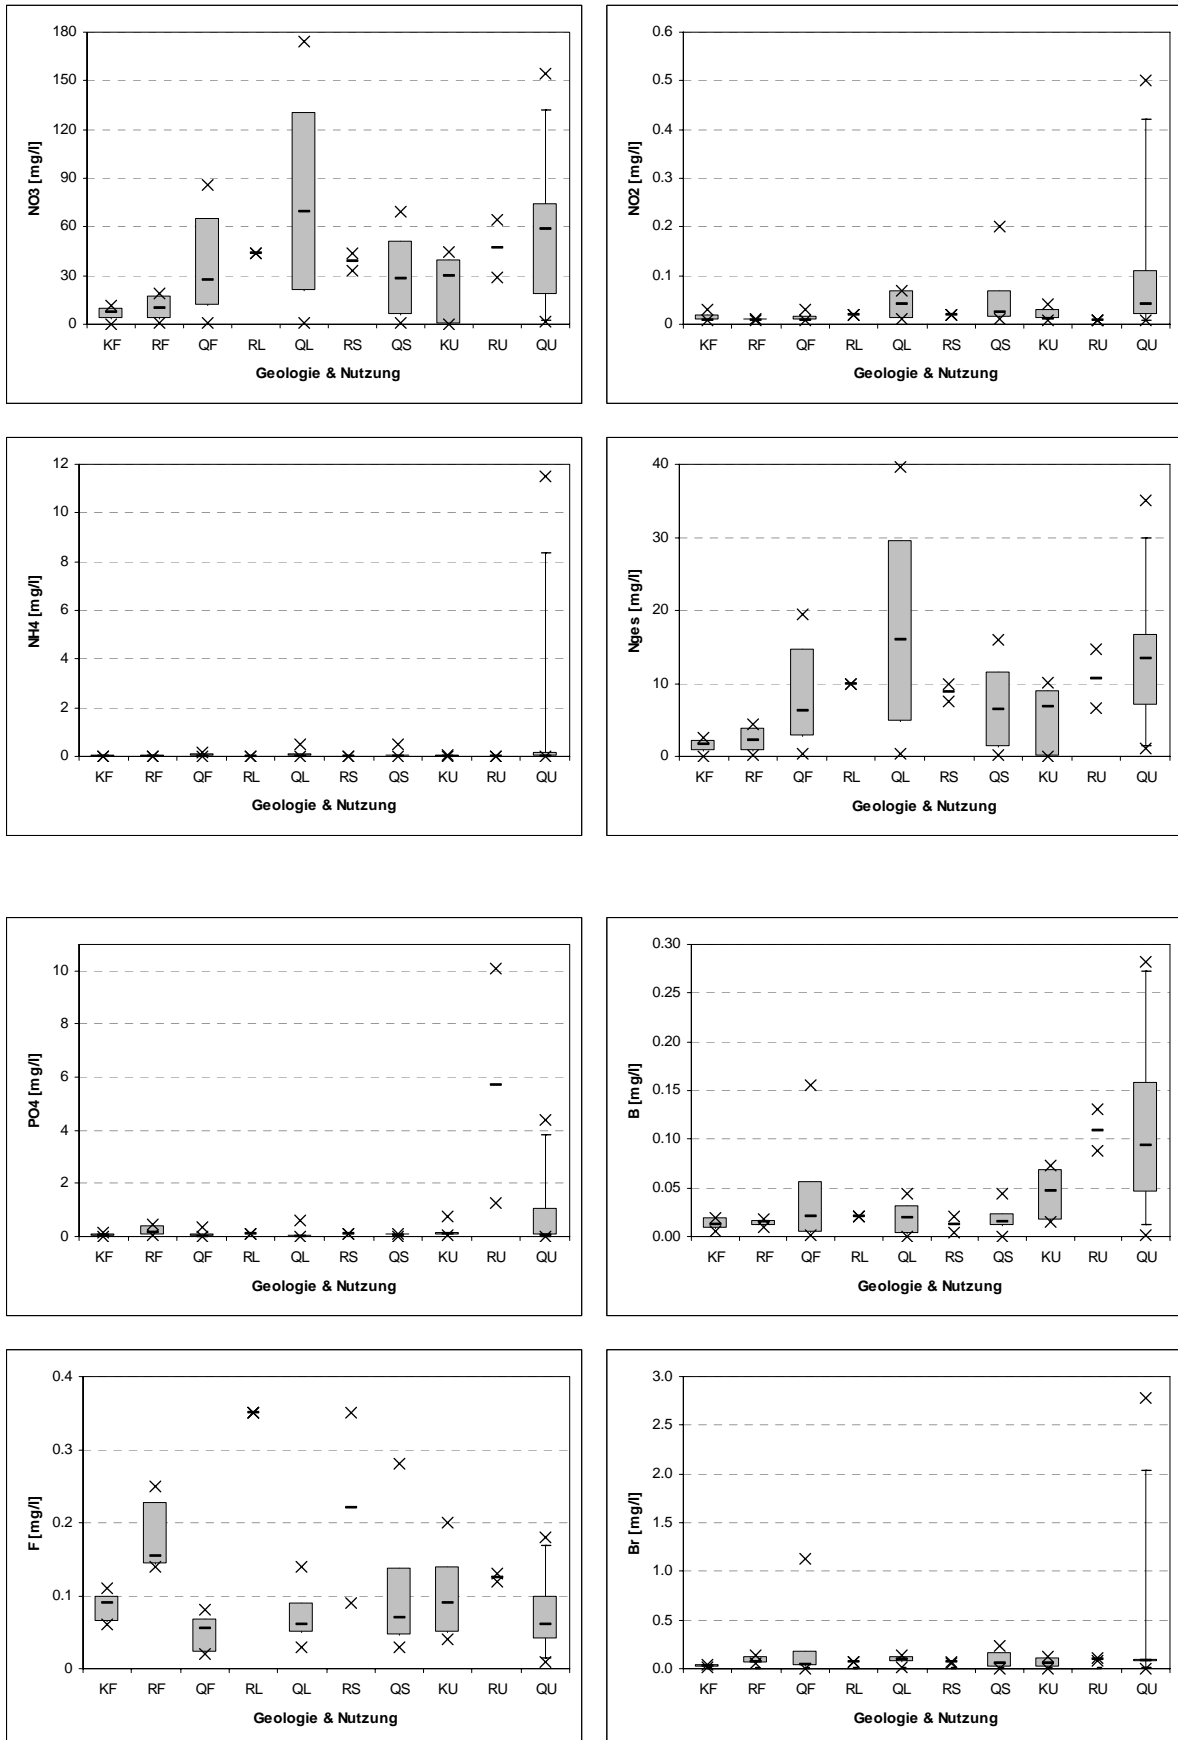 NO3 [mg/l]
180
150
120
90
60
30
0
KF RF QF RL QL RS QS KU RU QU
Geologie & Nutzung
NO2 [mg/l]
0.6
0.5
0.4
0.3
0.2
0.1
0
KF RF QF RL QL RS QS KU RU QU
Geologie & Nutzung
NH4 [mg/l]
12
10
8
6
4
2
0
KF RF QF RL QL RS QS KU RU QU
Geologie & Nutzung
Nges [mg/l]
40
30
20
10
0
KF RF QF RL QL RS QS KU RU QU
Geologie & Nutzung
PO4 [mg/l]
10
8
6
4
2
0
KF RF QF RL QL RS QS KU RU QU
Geologie & Nutzung
B [mg/l]
0.30
0.25
0.20
0.15
0.10
0.05
0.00
KF RF QF RL QL RS QS KU RU QU
Geologie & Nutzung
F [mg/l]
0.4
0.3
0.2
0.1
0
KF RF QF RL QL RS QS KU RU QU
Geologie & Nutzung
Br [mg/l]
3.0
2.5
2.0
1.5
1.0
0.5
0.0
KF RF QF RL QL RS QS KU RU QU
Geologie & Nutzung